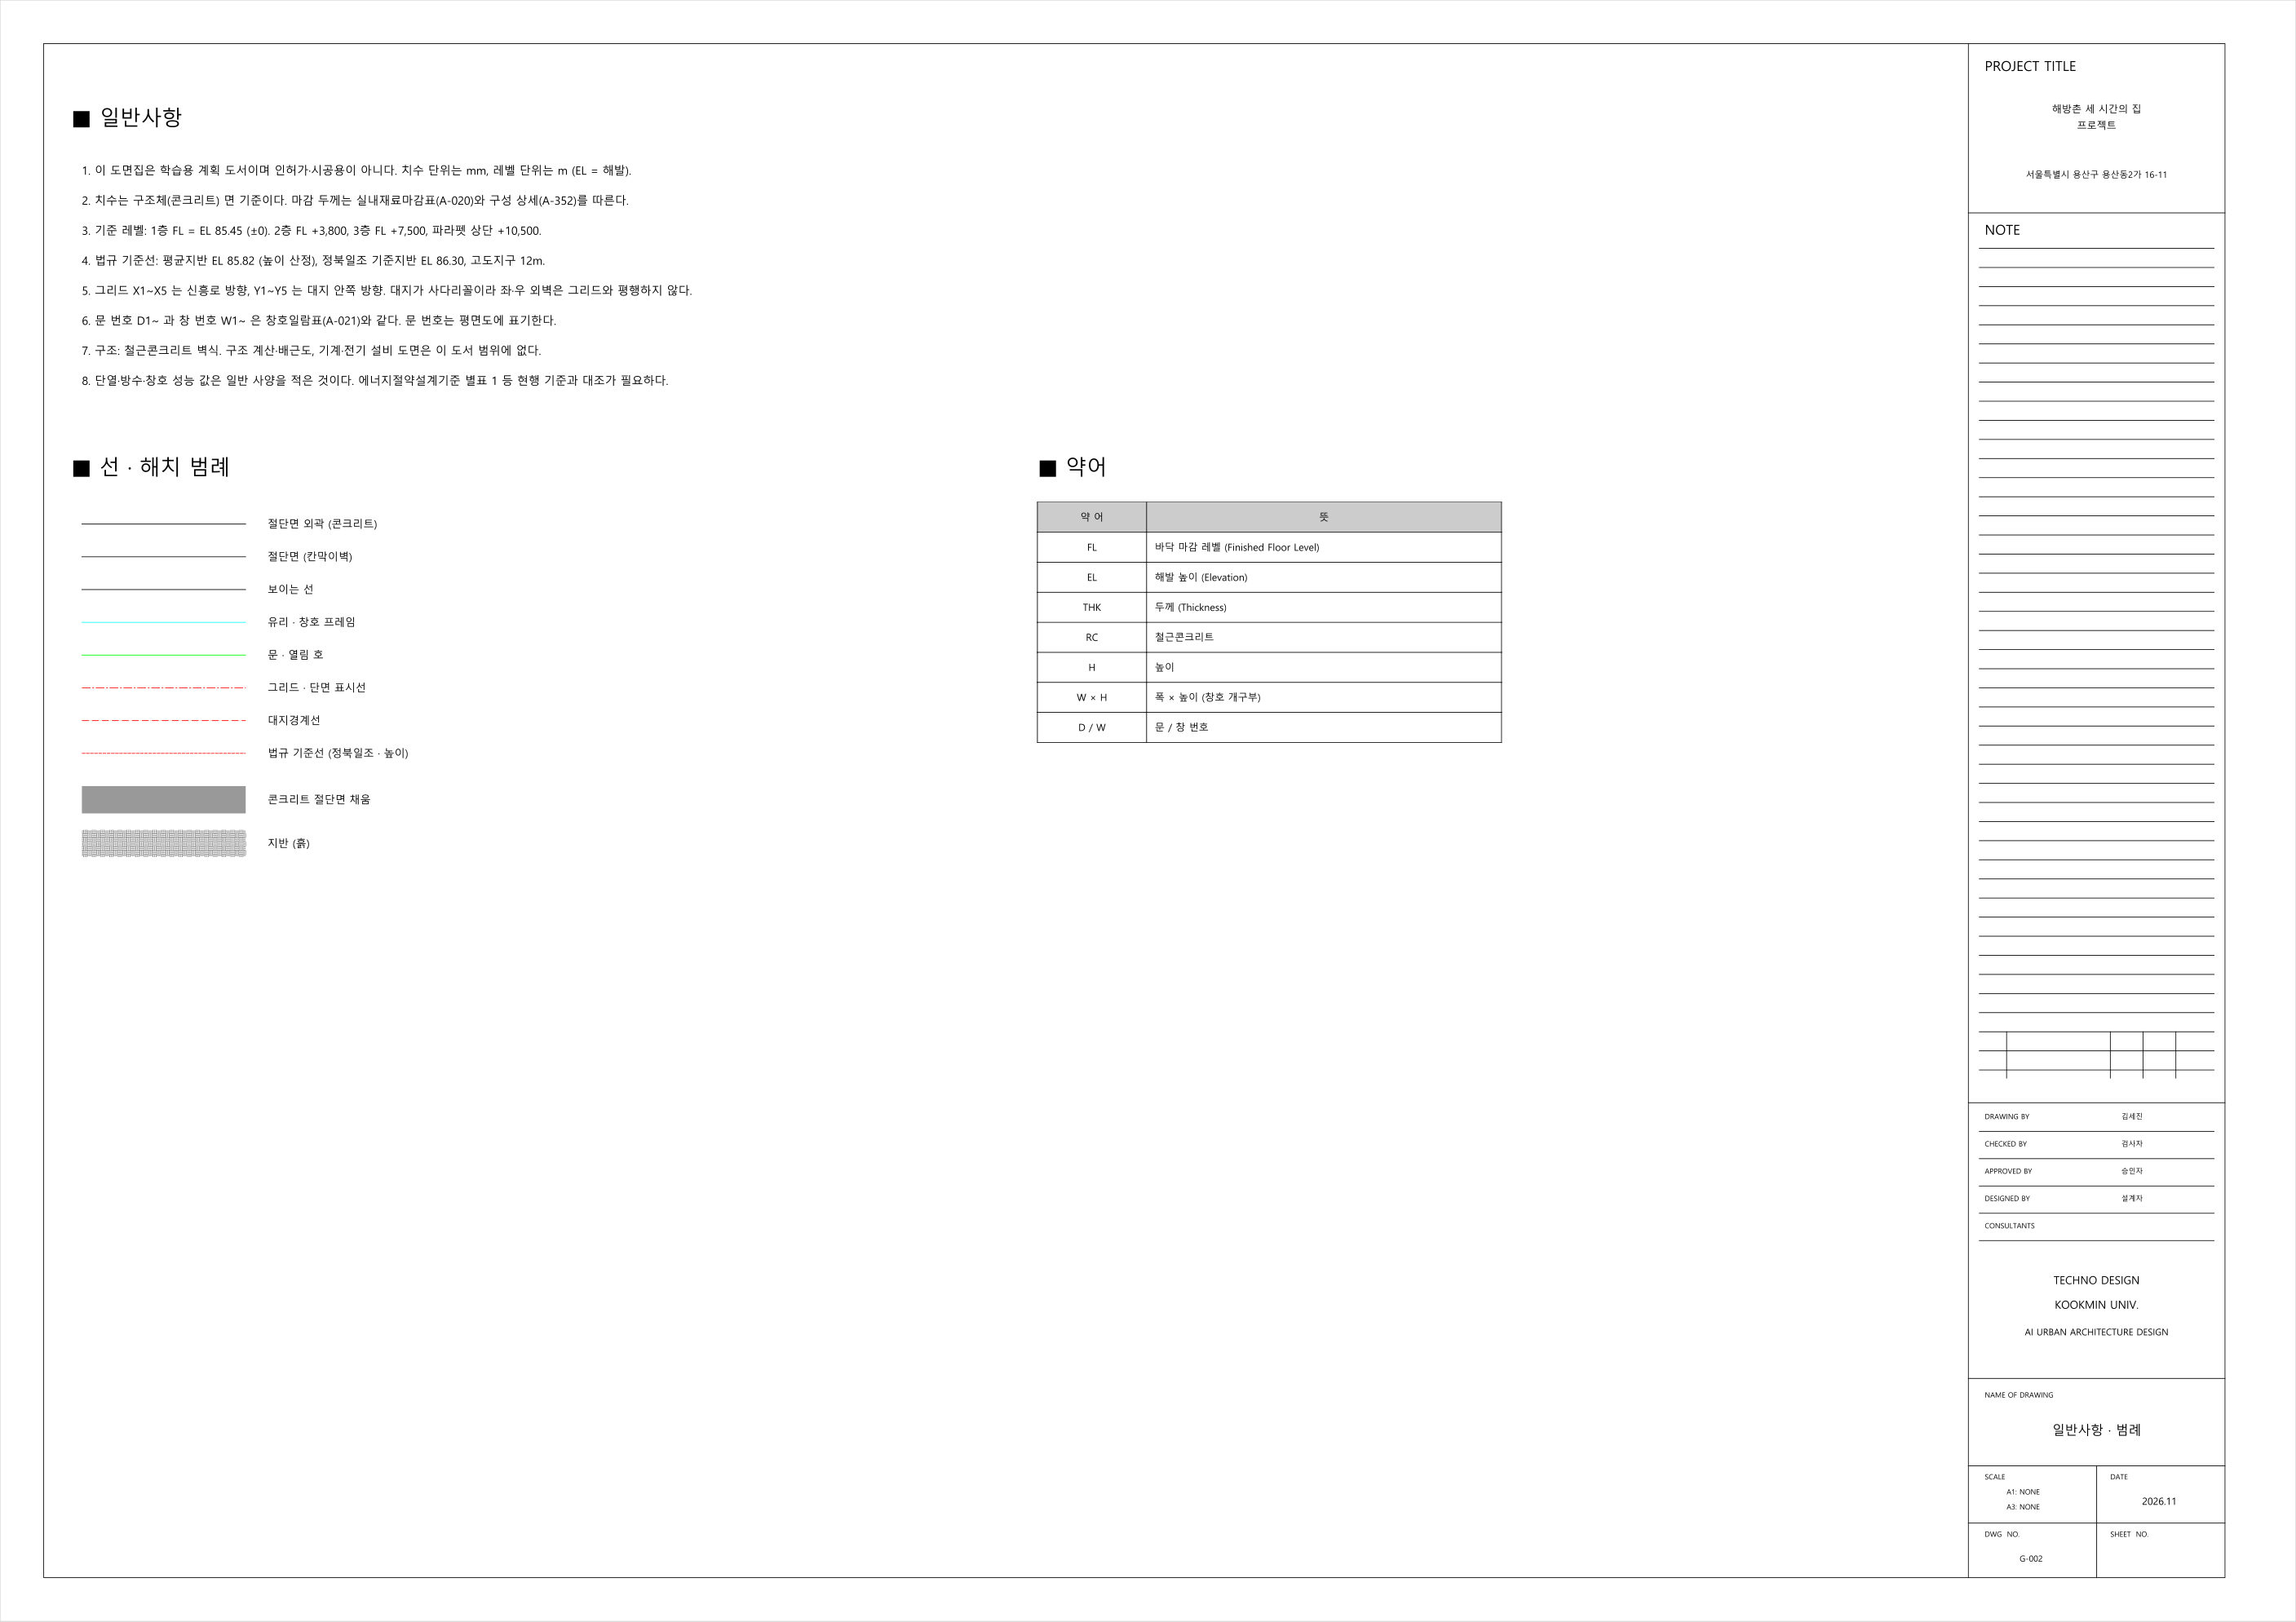 ■ 일반사항
1. 이 도면집은 학습용 계획 도서이며 인허가·시공용이 아니다. 치수 단위는 mm, 레벨 단위는 m (EL = 해발).
2. 치수는 구조체(콘크리트) 면 기준이다. 마감 두께는 실내재료마감표(A-020)와 구성 상세(A-352)를 따른다.
3. 기준 레벨: 1층 FL = EL 85.45 (±0). 2층 FL +3,800, 3층 FL +7,500, 파라펫 상단 +10,500.
4. 법규 기준선: 평균지반 EL 85.82 (높이 산정), 정북일조 기준지반 EL 86.30, 고도지구 12m.
5. 그리드 X1~X5 는 신흥로 방향, Y1~Y5 는 대지 안쪽 방향. 대지가 사다리꼴이라 좌·우 외벽은 그리드와 평행하지 않다.
6. 문 번호 D1~ 과 창 번호 W1~ 은 창호일람표(A-021)와 같다. 문 번호는 평면도에 표기한다.
7. 구조: 철근콘크리트 벽식. 구조 계산·배근도, 기계·전기 설비 도면은 이 도서 범위에 없다.
8. 단열·방수·창호 성능 값은 일반 사양을 적은 것이다. 에너지절약설계기준 별표 1 등 현행 기준과 대조가 필요하다.
■ 선 · 해치 범례
절단면 외곽 (콘크리트)
절단면 (칸막이벽)
보이는 선
유리 · 창호 프레임
문 · 열림 호
그리드 · 단면 표시선
대지경계선
법규 기준선 (정북일조 · 높이)
콘크리트 절단면 채움
지반 (흙)
■ 약어
약 어 뜻
FL 바닥 마감 레벨 (Finished Floor Level)
EL 해발 높이 (Elevation)
THK 두께 (Thickness)
RC 철근콘크리트
H 높이
W × H 폭 × 높이 (창호 개구부)
D / W 문 / 창 번호
PROJECT TITLE
해방촌 세 시간의 집
프로젝트
서울특별시 용산구 용산동2가 16-11
NOTE
DRAWING BY 김세진
CHECKED BY 검사자
APPROVED BY 승인자
DESIGNED BY 설계자
CONSULTANTS
TECHNO DESIGN
KOOKMIN UNIV.
AI URBAN ARCHITECTURE DESIGN
NAME OF DRAWING
일반사항 · 범례
SCALE
A1: NONE
A3: NONE
DATE
2026.11
DWG NO.
G-002
SHEET NO.